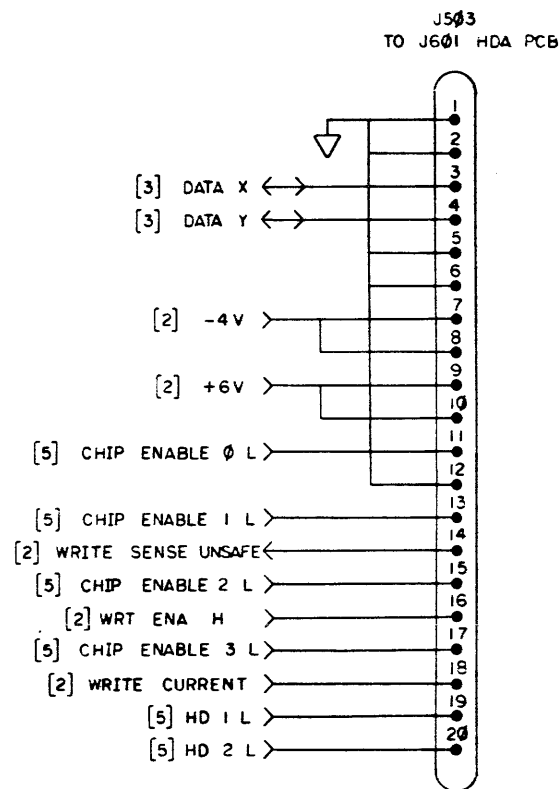 J5Ø3
TO J6Ø1 HDA PCB
1
2
[3] DATA X 3
[3] DATA Y 4
5
6
[2] -4V 7
8
[2] +6V 9
1Ø
[5] CHIP ENABLE Ø L 11
12
[5] CHIP ENABLE 1 L 13
[2] WRITE SENSE UNSAFE 14
[5] CHIP ENABLE 2 L 15
[2] WRT ENA H 16
[5] CHIP ENABLE 3 L 17
[2] WRITE CURRENT 18
[5] HD 1 L 19
[5] HD 2 L 2Ø